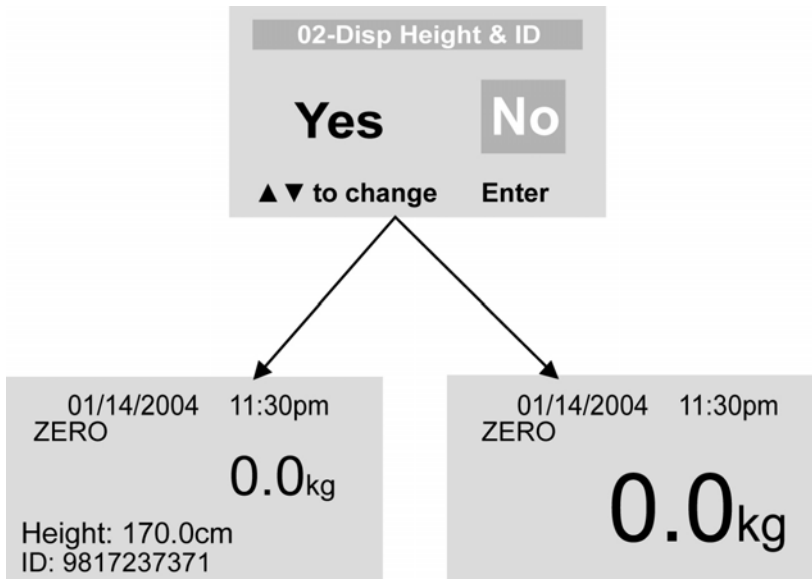 02-Disp Height & ID
Yes No
▲ ▼ to change Enter
01/14/2004 11:30pm
ZERO
0.0kg
Height: 170.0cm
ID: 9817237371
01/14/2004 11:30pm
ZERO
0.0kg